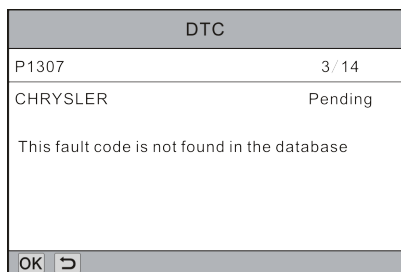 DTC
P1307 3/14
CHRYSLER Pending
This fault code is not found in the database
OK